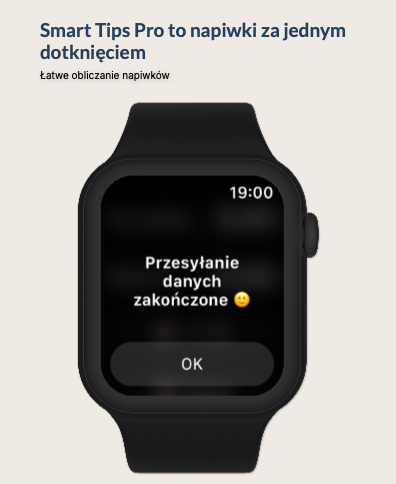 Smart Tips Pro to napiwki za jednym
dotknięciem
Łatwe obliczanie napiwków
19:00
Przesyłanie
danych
zakończone 🙂
OK